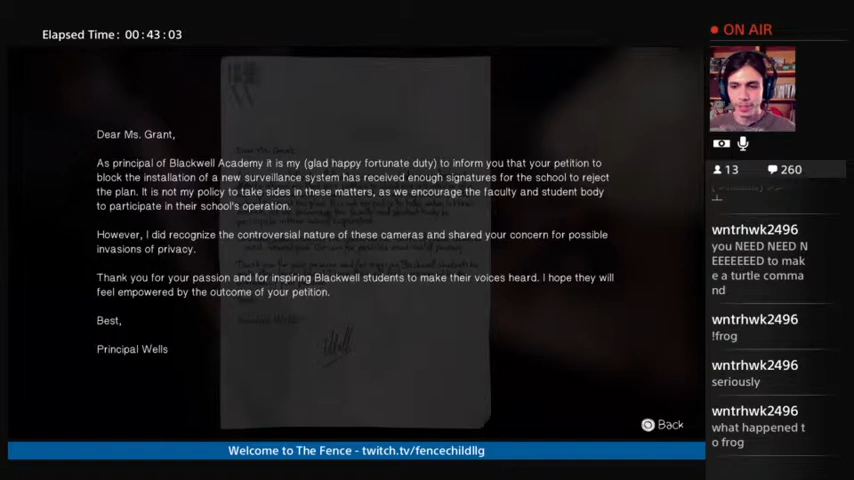 Elapsed Time: 00:43:03
ON AIR
Dear Ms. Grant,
As principal of Blackwell Academy it is my (glad happy fortunate duty) to inform you that your petition to
block the installation of a new surveillance system has received enough signatures for the school to reject
the plan. It is not my policy to take sides in these matters, as we encourage the faculty and student body
to participate in their school's operation.
However, I did recognize the controversial nature of these cameras and shared your concern for possible
invasions of privacy.
Thank you for your passion and for inspiring Blackwell students to make their voices heard. I hope they will
feel empowered by the outcome of your petition.
Best,
Principal Wells
Back
Welcome to The Fence - twitch.tv/fencechildllg
13 260
wntrhwk2496
you NEED NEED N
EEEEEEED to mak
e a turtle comma
nd
wntrhwk2496
!frog
wntrhwk2496
seriously
wntrhwk2496
what happened t
o frog